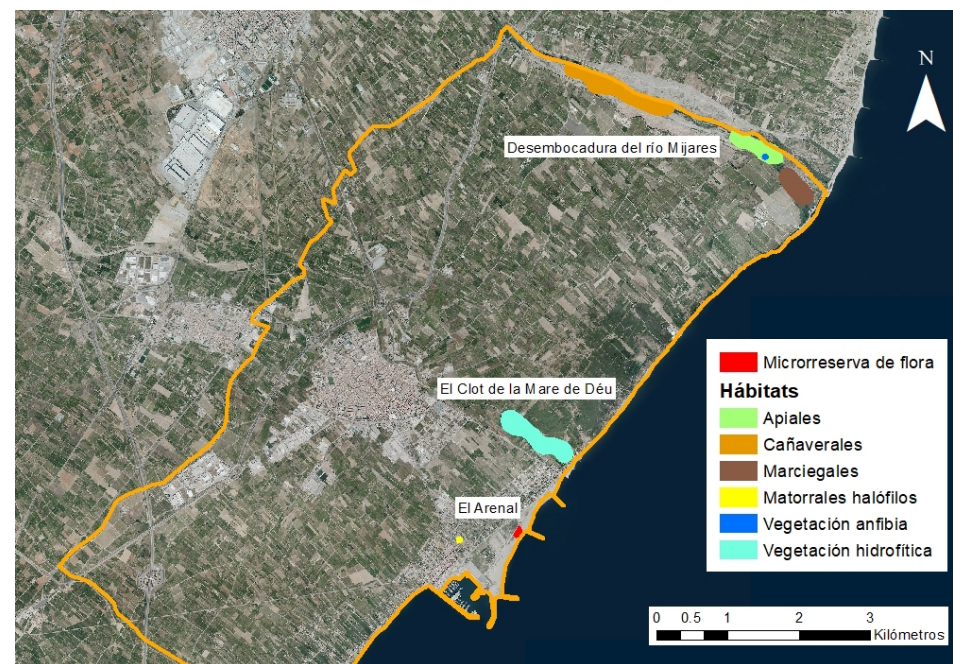 N
Desembocadura del río Mijares
El Clot de la Mare de Déu
El Arenal
Microrreserva de flora
Hábitats
Apiales
Cañaverales
Marciegales
Matorrales halófilos
Vegetación anfibia
Vegetación hidrofítica
0 0.5 1 2 3
Kilómetros